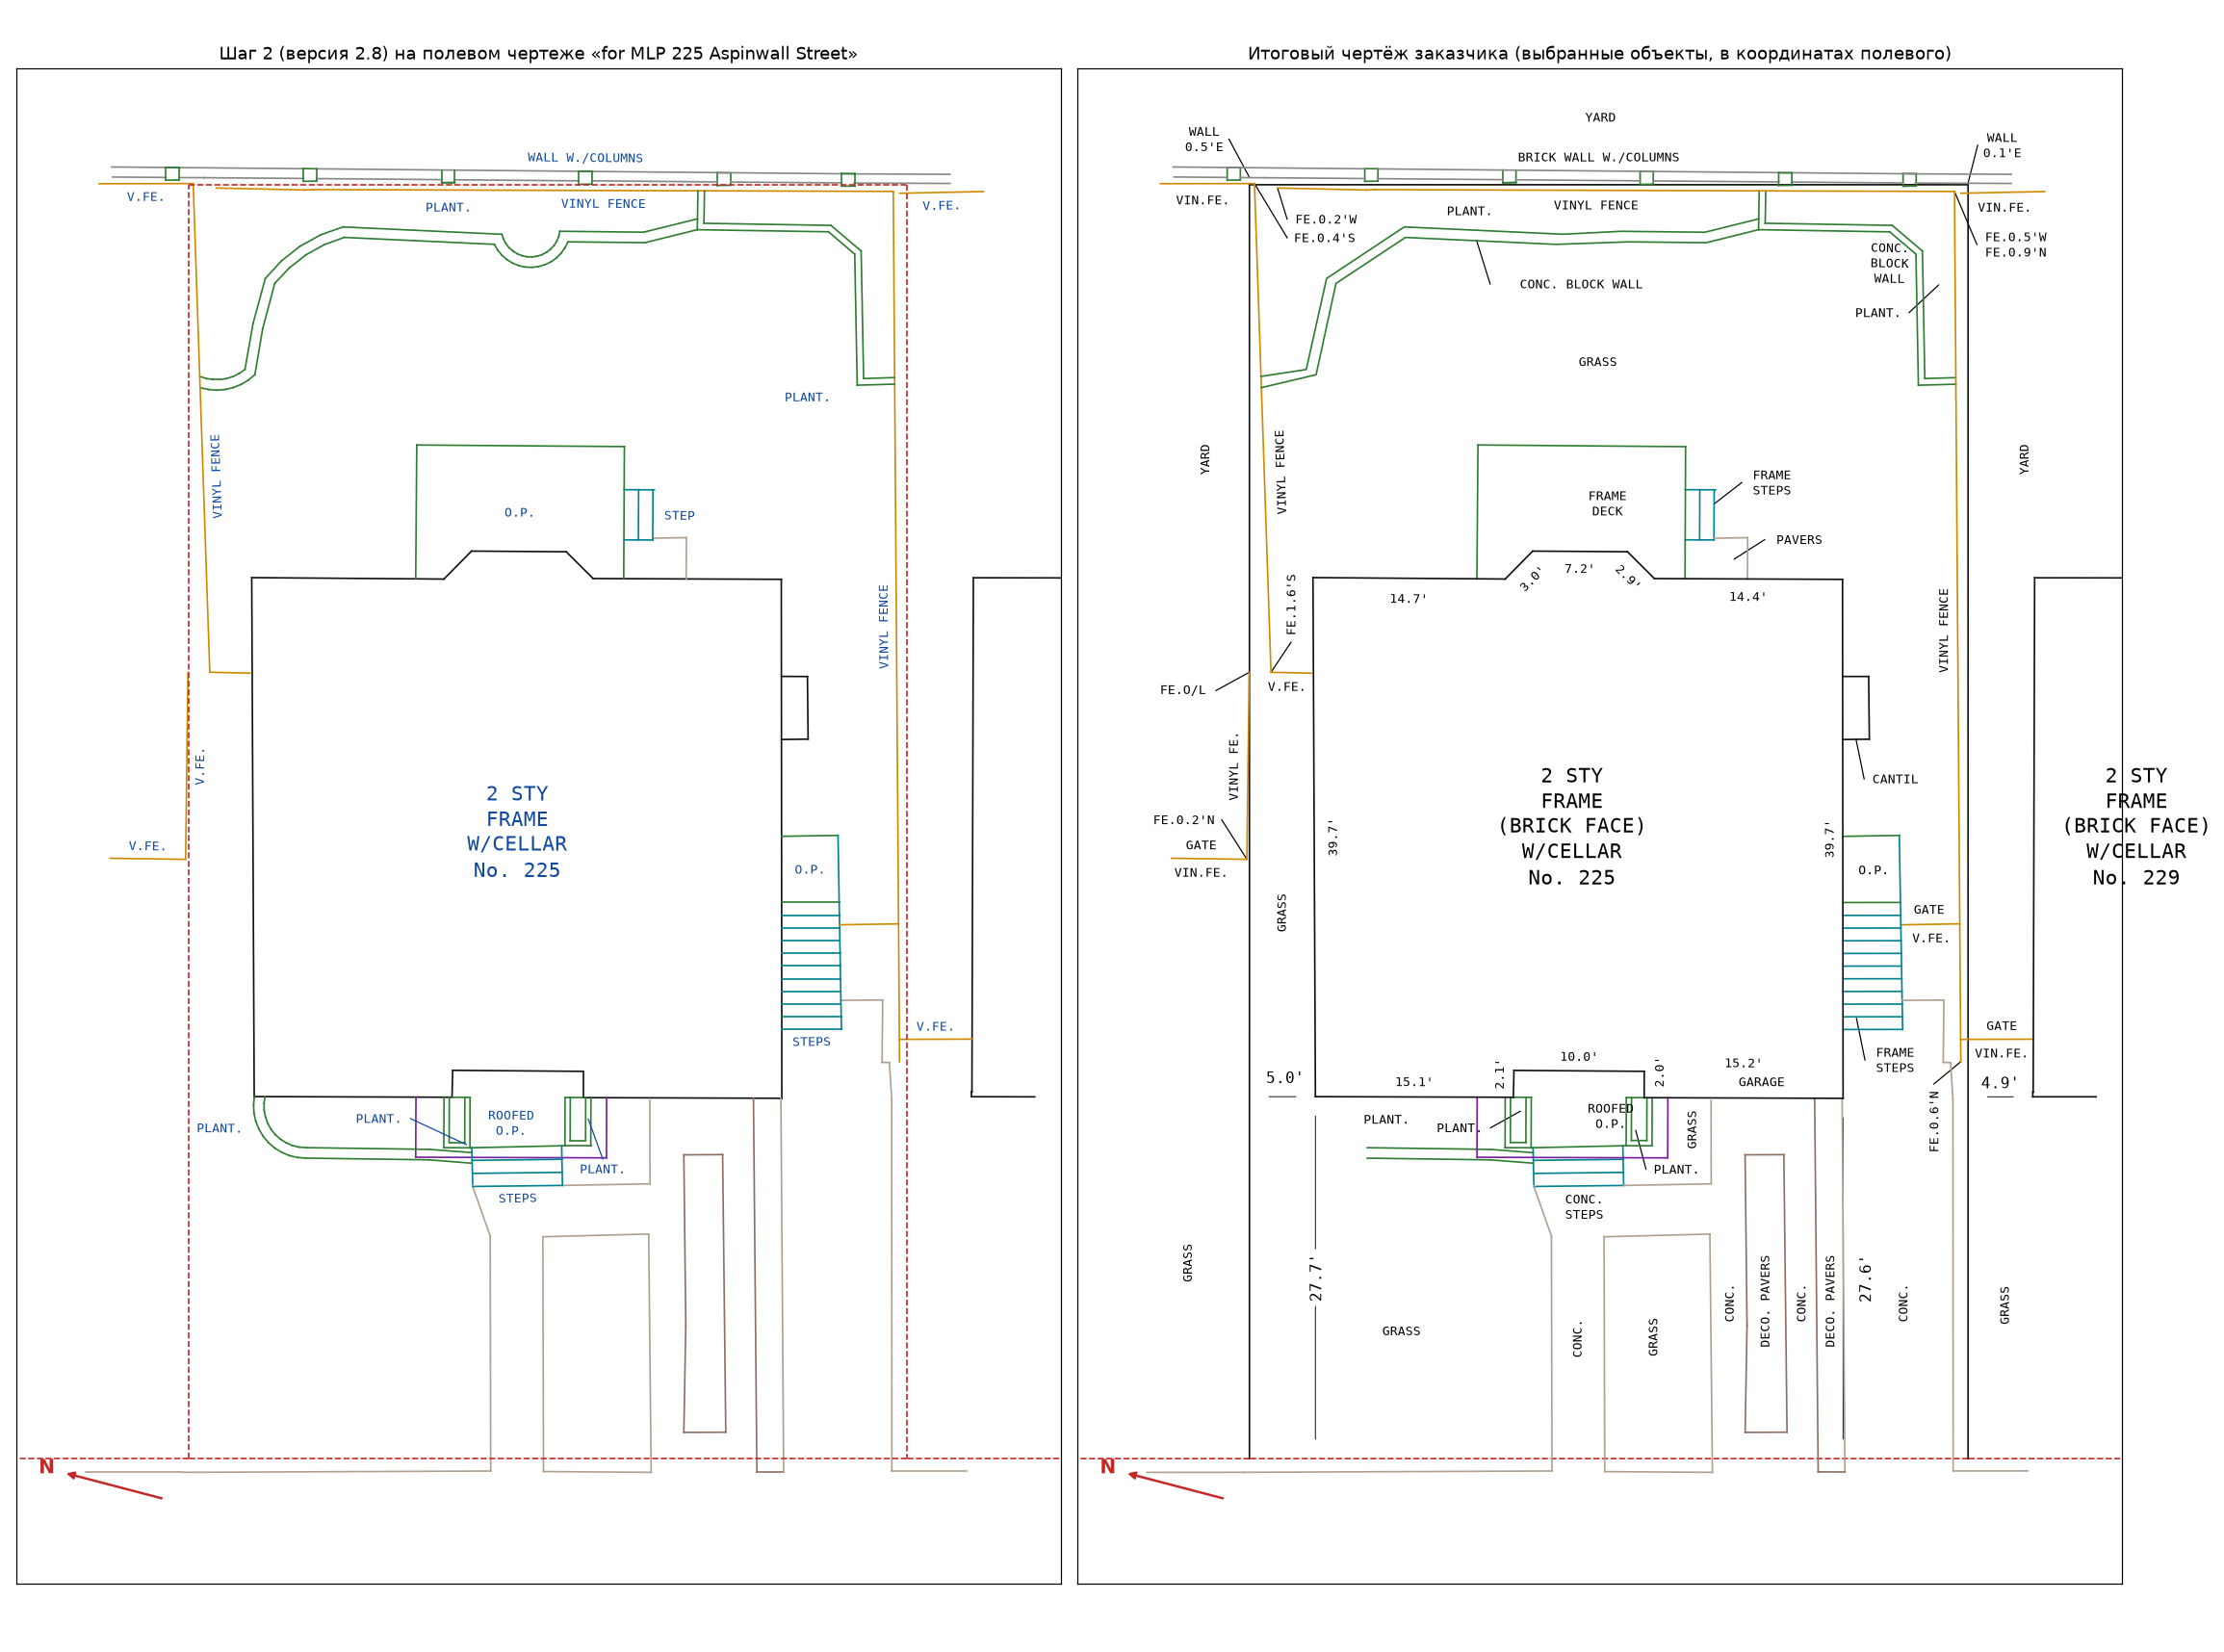 Шаг 2 (версия 2.8) на полевом чертеже «for MLP 225 Aspinwall Street»
WALL W./COLUMNS
V.FE.
PLANT.
VINYL FENCE
V.FE.
PLANT.
VINYL FENCE
O.P.
STEP
VINYL FENCE
V.FE.
2 STY
FRAME
W/CELLAR
No. 225
V.FE.
O.P.
V.FE.
STEPS
PLANT.
PLANT.
ROOFED
O.P.
PLANT.
STEPS
N
Итоговый чертёж заказчика (выбранные объекты, в координатах полевого)
YARD
WALL
0.5'E
WALL
0.1'E
BRICK WALL W./COLUMNS
VIN.FE.
FE.0.2'W
FE.0.4'S
PLANT.
VINYL FENCE
VIN.FE.
FE.0.5'W
FE.0.9'N
CONC.
BLOCK
WALL
CONC. BLOCK WALL
PLANT.
GRASS
YARD
VINYL FENCE
YARD
FRAME
DECK
FRAME
STEPS
PAVERS
3.0'
7.2'
2.9'
14.7'
14.4'
FE.1.6'S
VINYL FENCE
FE.O/L
V.FE.
VINYL FE.
CANTIL
2 STY
FRAME
(BRICK FACE)
W/CELLAR
No. 225
2 STY
FRAME
(BRICK FACE)
W/CELLAR
No. 229
FE.0.2'N
GATE
VIN.FE.
39.7'
39.7'
O.P.
GRASS
GATE
V.FE.
GATE
VIN.FE.
FRAME
STEPS
10.0'
2.1'
2.0'
15.2'
15.1'
GARAGE
5.0'
4.9'
FE.0.6'N
PLANT.
PLANT.
ROOFED
O.P.
GRASS
PLANT.
CONC.
STEPS
GRASS
27.7'
GRASS
CONC.
GRASS
CONC.
DECO. PAVERS
CONC.
DECO. PAVERS
27.6'
CONC.
GRASS
N